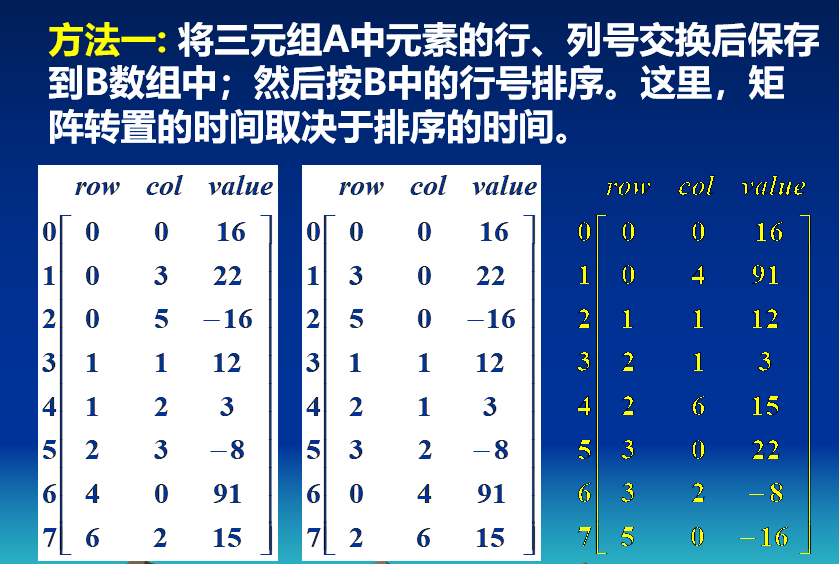 方法一: 将三元组A中元素的行、列号交换后保存
到B数组中；然后按B中的行号排序。这里，矩
阵转置的时间取决于排序的时间。
row col value row col value row col value
0 0 0 16 0 0 0 16 0 0 0 16
1 0 3 22 1 3 0 22 1 0 4 91
2 0 5 −16 2 5 0 −16 2 1 1 12
3 1 1 12 3 1 1 12 3 2 1 3
4 1 2 3 4 2 1 3 4 2 6 15
5 2 3 −8 5 3 2 −8 5 3 0 22
6 4 0 91 6 0 4 91 6 3 2 −8
7 6 2 15 7 2 6 15 7 5 0 −16